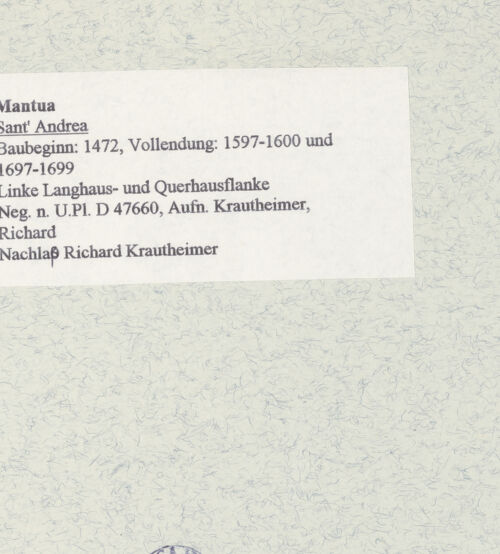 Mantua
Sant' Andrea
Baubeginn: 1472, Vollendung: 1597-1600 und
1697-1699
Linke Langhaus- und Querhausflanke
Neg. n. U.Pl. D 47660, Aufn. Krautheimer,
Richard
Nachlaß Richard Krautheimer